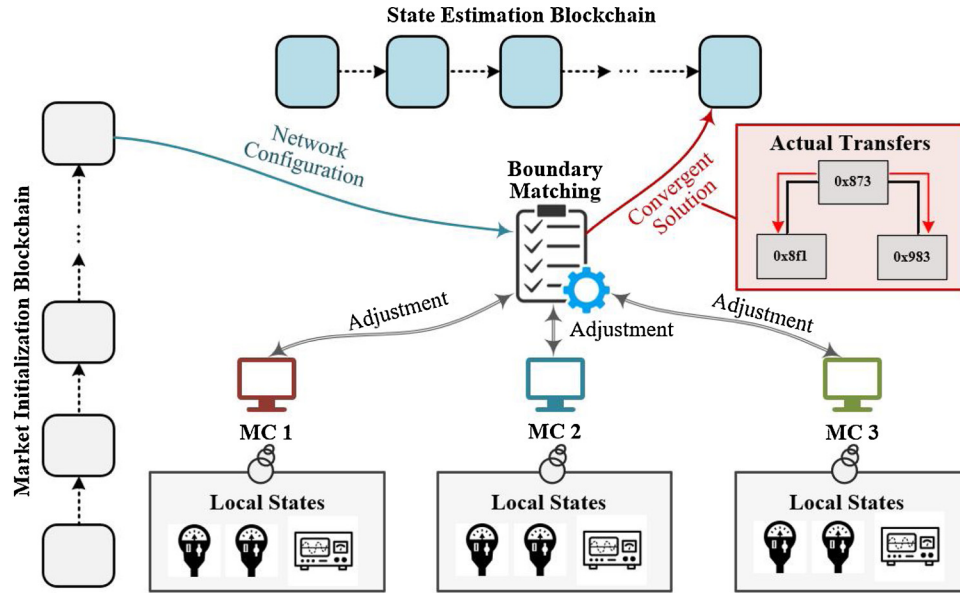 State Estimation Blockchain
...
Market Initialization Blockchain
...
Network
Configuration
Boundary
Matching
Convergent
Solution
Actual Transfers
0x873
0x8f1
0x983
Adjustment
Adjustment
Adjustment
MC 1
MC 2
MC 3
Local States
Local States
Local States